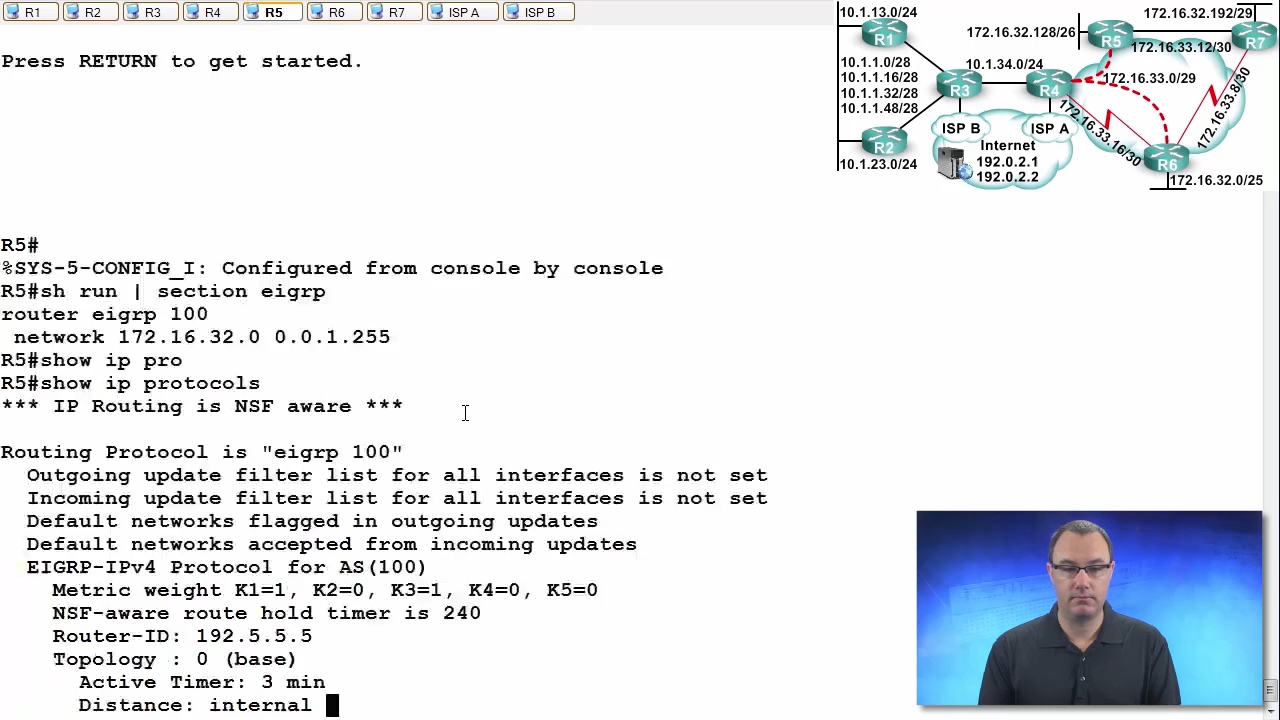 R1 R2 R3 R4 R5 R6 R7 ISP A ISP B
Press RETURN to get started.
R5#
%SYS-5-CONFIG_I: Configured from console by console
R5#sh run | section eigrp
router eigrp 100
network 172.16.32.0 0.0.1.255
R5#show ip pro
R5#show ip protocols
*** IP Routing is NSF aware ***
Routing Protocol is "eigrp 100"
Outgoing update filter list for all interfaces is not set
Incoming update filter list for all interfaces is not set
Default networks flagged in outgoing updates
Default networks accepted from incoming updates
EIGRP-IPv4 Protocol for AS(100)
Metric weight K1=1, K2=0, K3=1, K4=0, K5=0
NSF-aware route hold timer is 240
Router-ID: 192.5.5.5
Topology : 0 (base)
Active Timer: 3 min
Distance: internal
10.1.13.0/24
172.16.32.192/29
R1
172.16.32.128/26
R5
R7
172.16.33.12/30
10.1.1.0/28
10.1.1.16/28
10.1.1.32/28
10.1.1.48/28
10.1.34.0/24
R3
R4
172.16.33.0/29
172.16.33.8/30
172.16.33.16/30
ISP B
ISP A
R2
Internet
192.0.2.1
192.0.2.2
R6
10.1.23.0/24
172.16.32.0/25